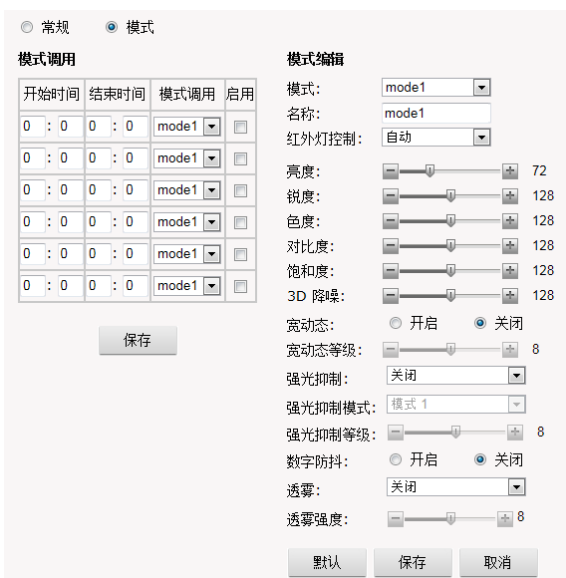 常规 模式
模式调用
开始时间 结束时间 模式调用 启用
0 : 0 0 : 0 mode1
0 : 0 0 : 0 mode1
0 : 0 0 : 0 mode1
0 : 0 0 : 0 mode1
0 : 0 0 : 0 mode1
0 : 0 0 : 0 mode1
保存
模式编辑
模式: mode1
名称: mode1
红外灯控制: 自动
亮度: 72
锐度: 128
色度: 128
对比度: 128
饱和度: 128
3D 降噪: 128
宽动态: 开启 关闭
宽动态等级: 8
强光抑制: 关闭
强光抑制模式: 模式 1
强光抑制等级: 8
数字防抖: 开启 关闭
透雾: 关闭
透雾强度: 8
默认 保存 取消